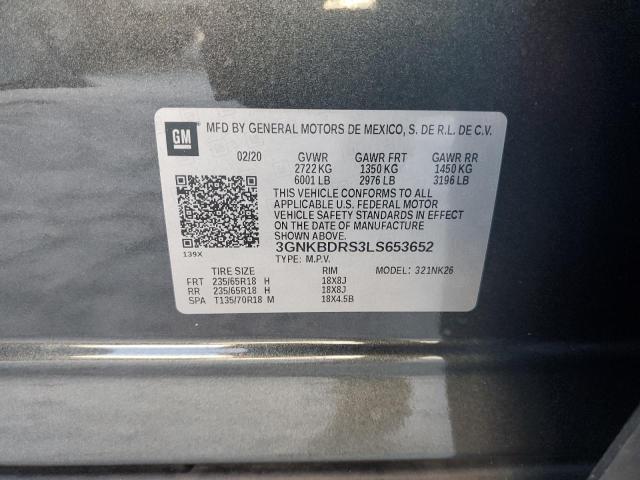 GM
MFD BY GENERAL MOTORS DE MEXICO, S. DE R.L. DE C.V.
02/20 GVWR GAWR FRT GAWR RR
2722 KG 1350 KG 1450 KG
6001 LB 2976 LB 3196 LB
THIS VEHICLE CONFORMS TO ALL
APPLICABLE U.S. FEDERAL MOTOR
VEHICLE SAFETY STANDARDS IN EFFECT
ON THE DATE OF MANUFACTURE
SHOWN ABOVE.
3GNKBDRS3LS653652
139X
TYPE: M.P.V. MODEL: 321NK26
TIRE SIZE RIM
FRT 235/65R18 H 18X8J
RR 235/65R18 H 18X8J
SPA T135/70R18 M 18X4.5B